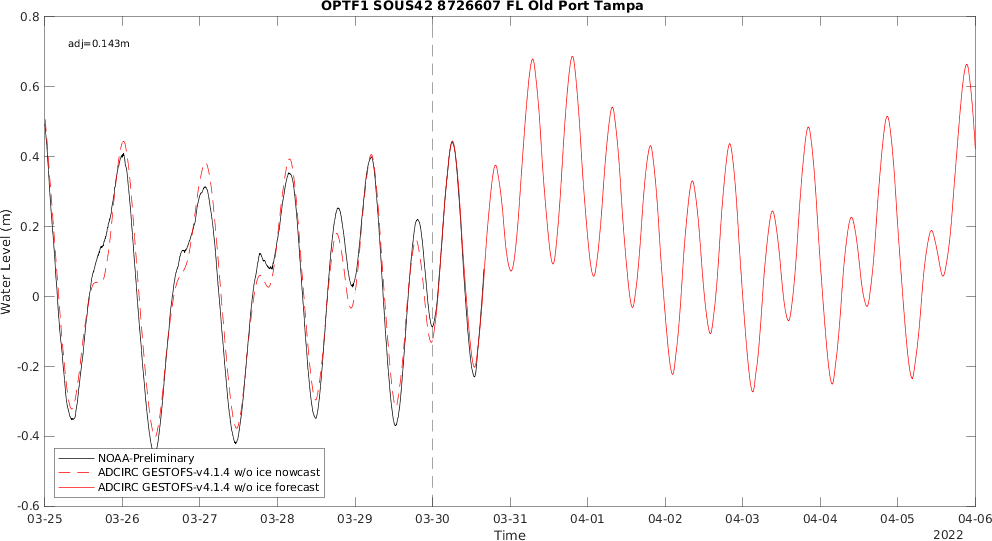 OPTF1 SOUS42 8726607 FL Old Port Tampa
0.8
adj=0.143m
0.6
0.4
0.2
0
-0.2
-0.4
-0.6
Water Level (m)
NOAA-Preliminary
ADCIRC GESTOFS-v4.1.4 w/o ice nowcast
ADCIRC GESTOFS-v4.1.4 w/o ice forecast
03-25 03-26 03-27 03-28 03-29 03-30 03-31 04-01 04-02 04-03 04-04 04-05 04-06
Time
2022